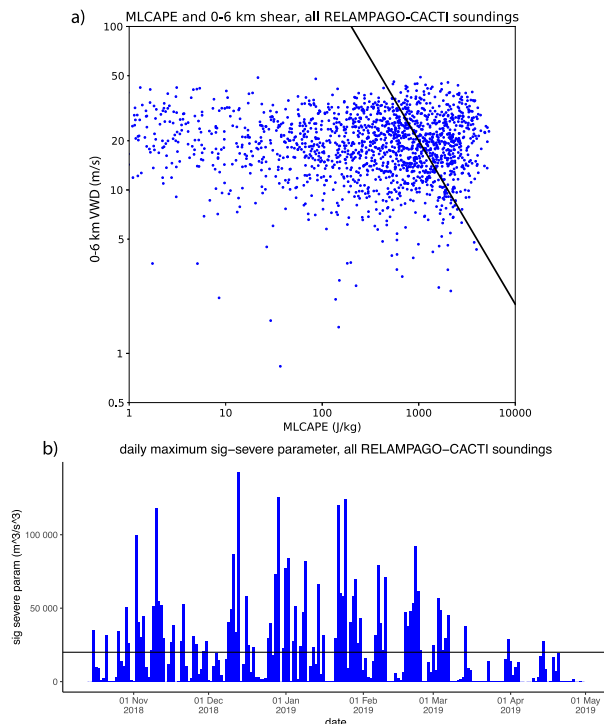 a)
MLCAPE and 0-6 km shear, all RELAMPAGO-CACTI soundings
100
50
20
10
5
1
0.5
0-6 km VWD (m/s)
1
10
100
1000
10000
MLCAPE (J/kg)
b)
daily maximum sig-severe parameter, all RELAMPAGO-CACTI soundings
sig severe param (m^3/s^3)
100 000
50 000
0
01 Nov 2018
01 Dec 2018
01 Jan 2019
01 Feb 2019
01 Mar 2019
01 Apr 2019
01 May 2019
date